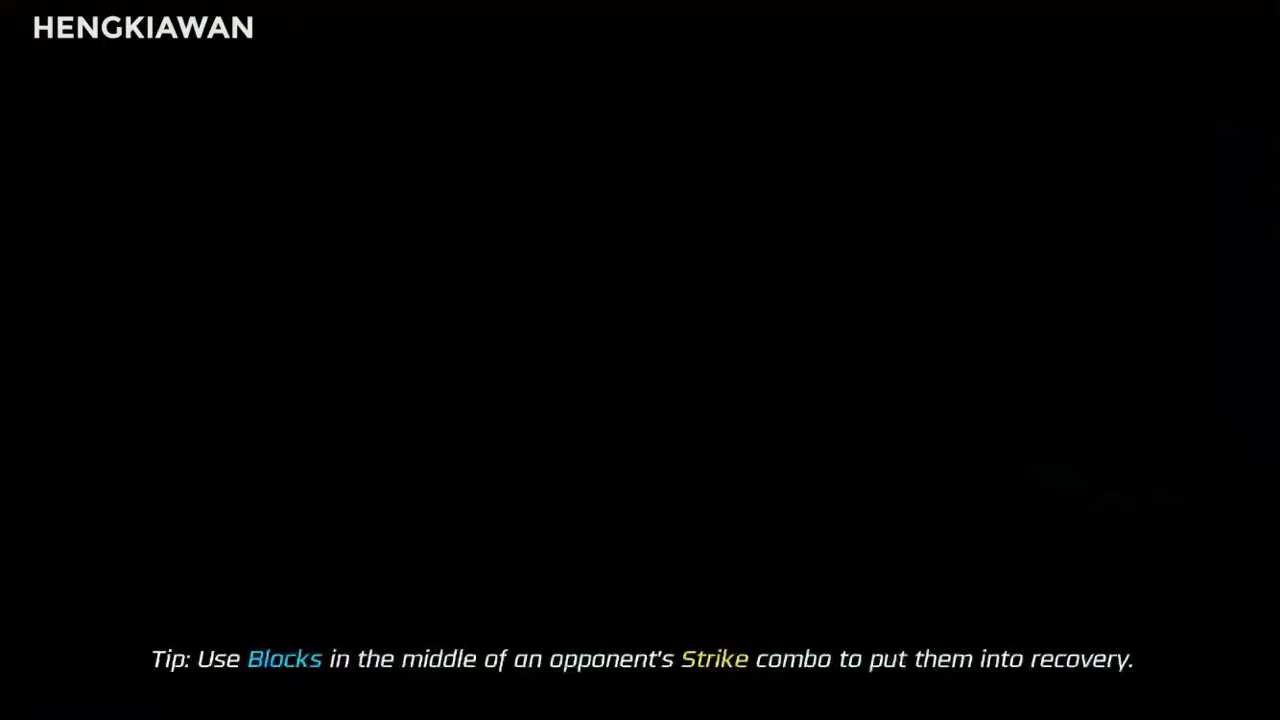 HENGKIAWAN
Tip: Use Blocks in the middle of an opponent's Strike combo to put them into recovery.